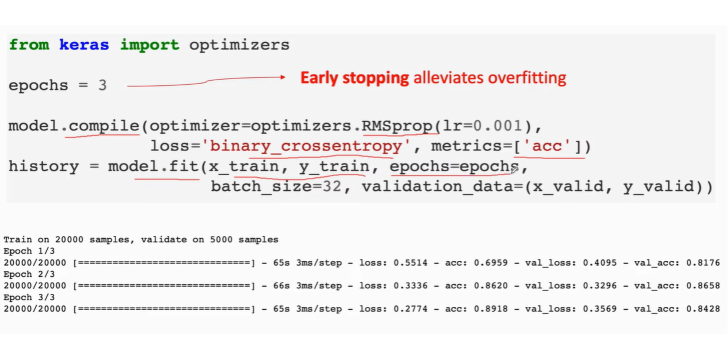 from keras import optimizers
epochs = 3
Early stopping alleviates overfitting
model.compile(optimizer=optimizers.RMSprop(lr=0.001),
loss='binary_crossentropy', metrics=['acc'])
history = model.fit(x_train, y_train, epochs=epochs,
batch_size=32, validation_data=(x_valid, y_valid))
Train on 20000 samples, validate on 5000 samples
Epoch 1/3
20000/20000 [==============================] - 65s 3ms/step - loss: 0.5514 - acc: 0.6959 - val_loss: 0.4095 - val_acc: 0.8176
Epoch 2/3
20000/20000 [==============================] - 66s 3ms/step - loss: 0.3336 - acc: 0.8620 - val_loss: 0.3296 - val_acc: 0.8658
Epoch 3/3
20000/20000 [==============================] - 65s 3ms/step - loss: 0.2774 - acc: 0.8918 - val_loss: 0.3569 - val_acc: 0.8428